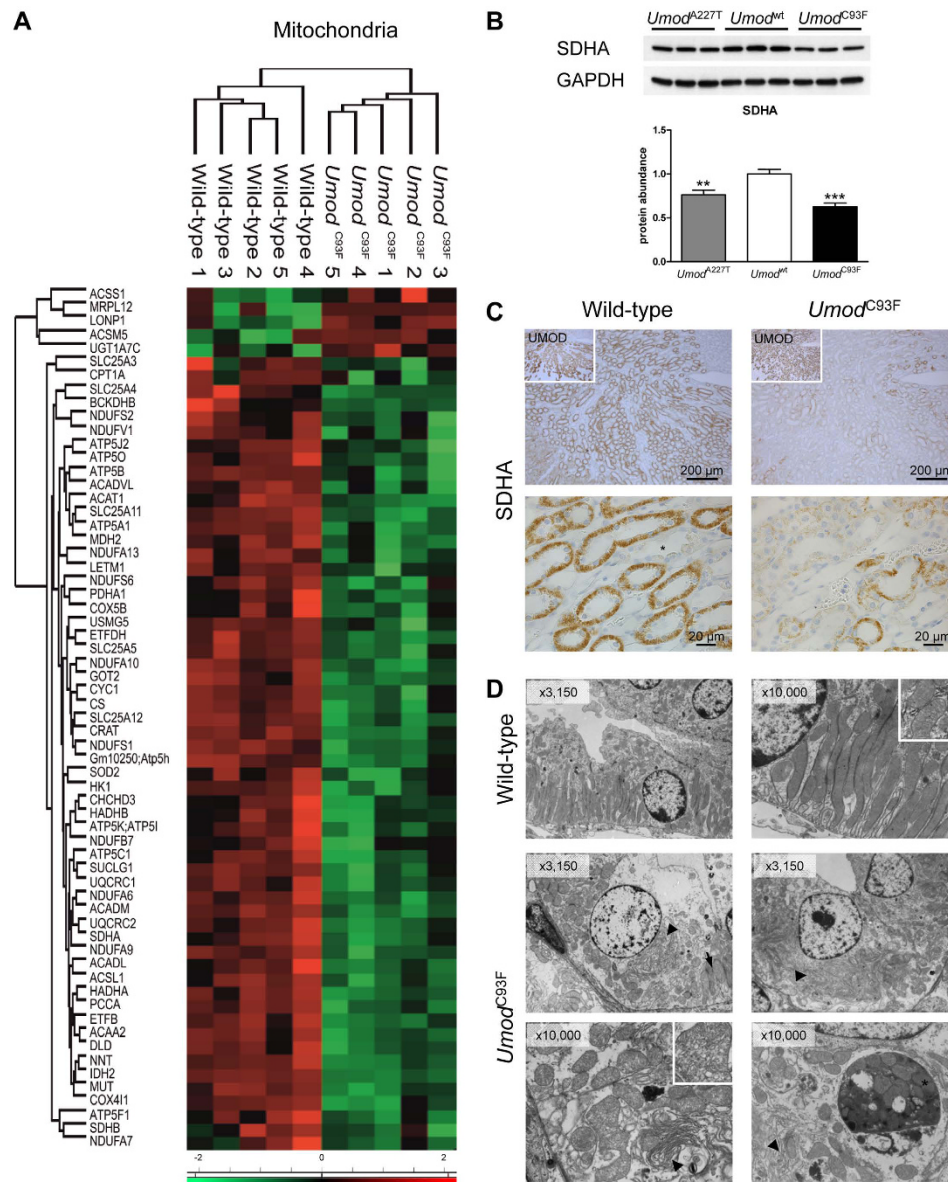 A
Mitochondria
Wild-type 1
Wild-type 3
Wild-type 2
Wild-type 5
Wild-type 4
Umod C93F 5
Umod C93F 4
Umod C93F 1
Umod C93F 2
Umod C93F 3
ACSS1
MRPL12
LONP1
ACSM5
UGT1A7C
SLC25A3
CPT1A
SLC25A4
BCKDHB
NDUFS2
NDUFV1
ATP5J2
ATP5O
ATP5B
ACADVL
ACAT1
SLC25A11
ATP5A1
MDH2
NDUFA13
LETM1
NDUFS6
PDHA1
COX5B
USMG5
ETFDH
SLC25A5
NDUFA10
GOT2
CYC1
CS
SLC25A12
CRAT
NDUFS1
Gm10250;Atp5h
SOD2
HK1
CHCHD3
HADHB
ATP5K;ATP5I
NDUFB7
ATP5C1
SUCLG1
UQCRC1
NDUFA6
ACADM
UQCRC2
SDHA
NDUFA9
ACADL
ACSL1
HADHA
PCCA
ETFB
ACAA2
DLD
NNT
IDH2
MUT
COX4I1
ATP5F1
SDHB
NDUFA7
-2 0 2
B
UmodA227T Umodwt UmodC93F
SDHA
GAPDH
SDHA
protein abundance
1.5
1.0
0.5
0.0
**
***
UmodA227T Umodwt UmodC93F
C
Wild-type UmodC93F
SDHA
UMOD UMOD
200 µm 200 µm
*
20 µm 20 µm
D
Wild-type
x3,150 x10,000
UmodC93F
x3,150 x3,150
x10,000 x10,000
*